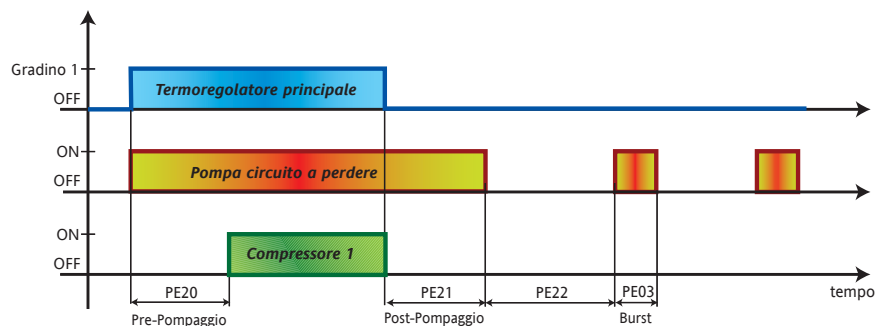 Gradino 1
Termoregolatore principale
OFF
ON
Pompa circuito a perdere
OFF
ON
Compressore 1
OFF
PE20
PE21
PE22
PE03
tempo
Pre-Pompaggio
Post-Pompaggio
Burst